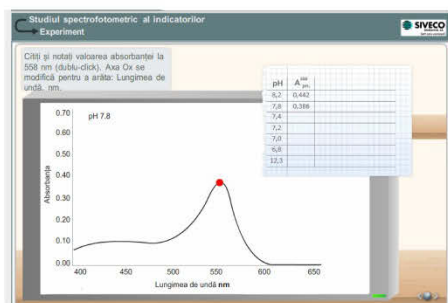 Studiul spectrofotometric al indicatorilor
Experiment
SIVECO
Citiți și notați valoarea absorbanței la
558 nm (dublu-click). Axa Ox se
modifică pentru a arăta: Lungimea de
undă, nm.
pH A
8,2 0,442
7,8 0,386
7,4
7,2
7,0
6,8
12,3
pH 7.8
Absorbanța
0.70
0.60
0.50
0.40
0.30
0.20
0.10
0.00
400 450 500 550 600 650
Lungimea de undă nm